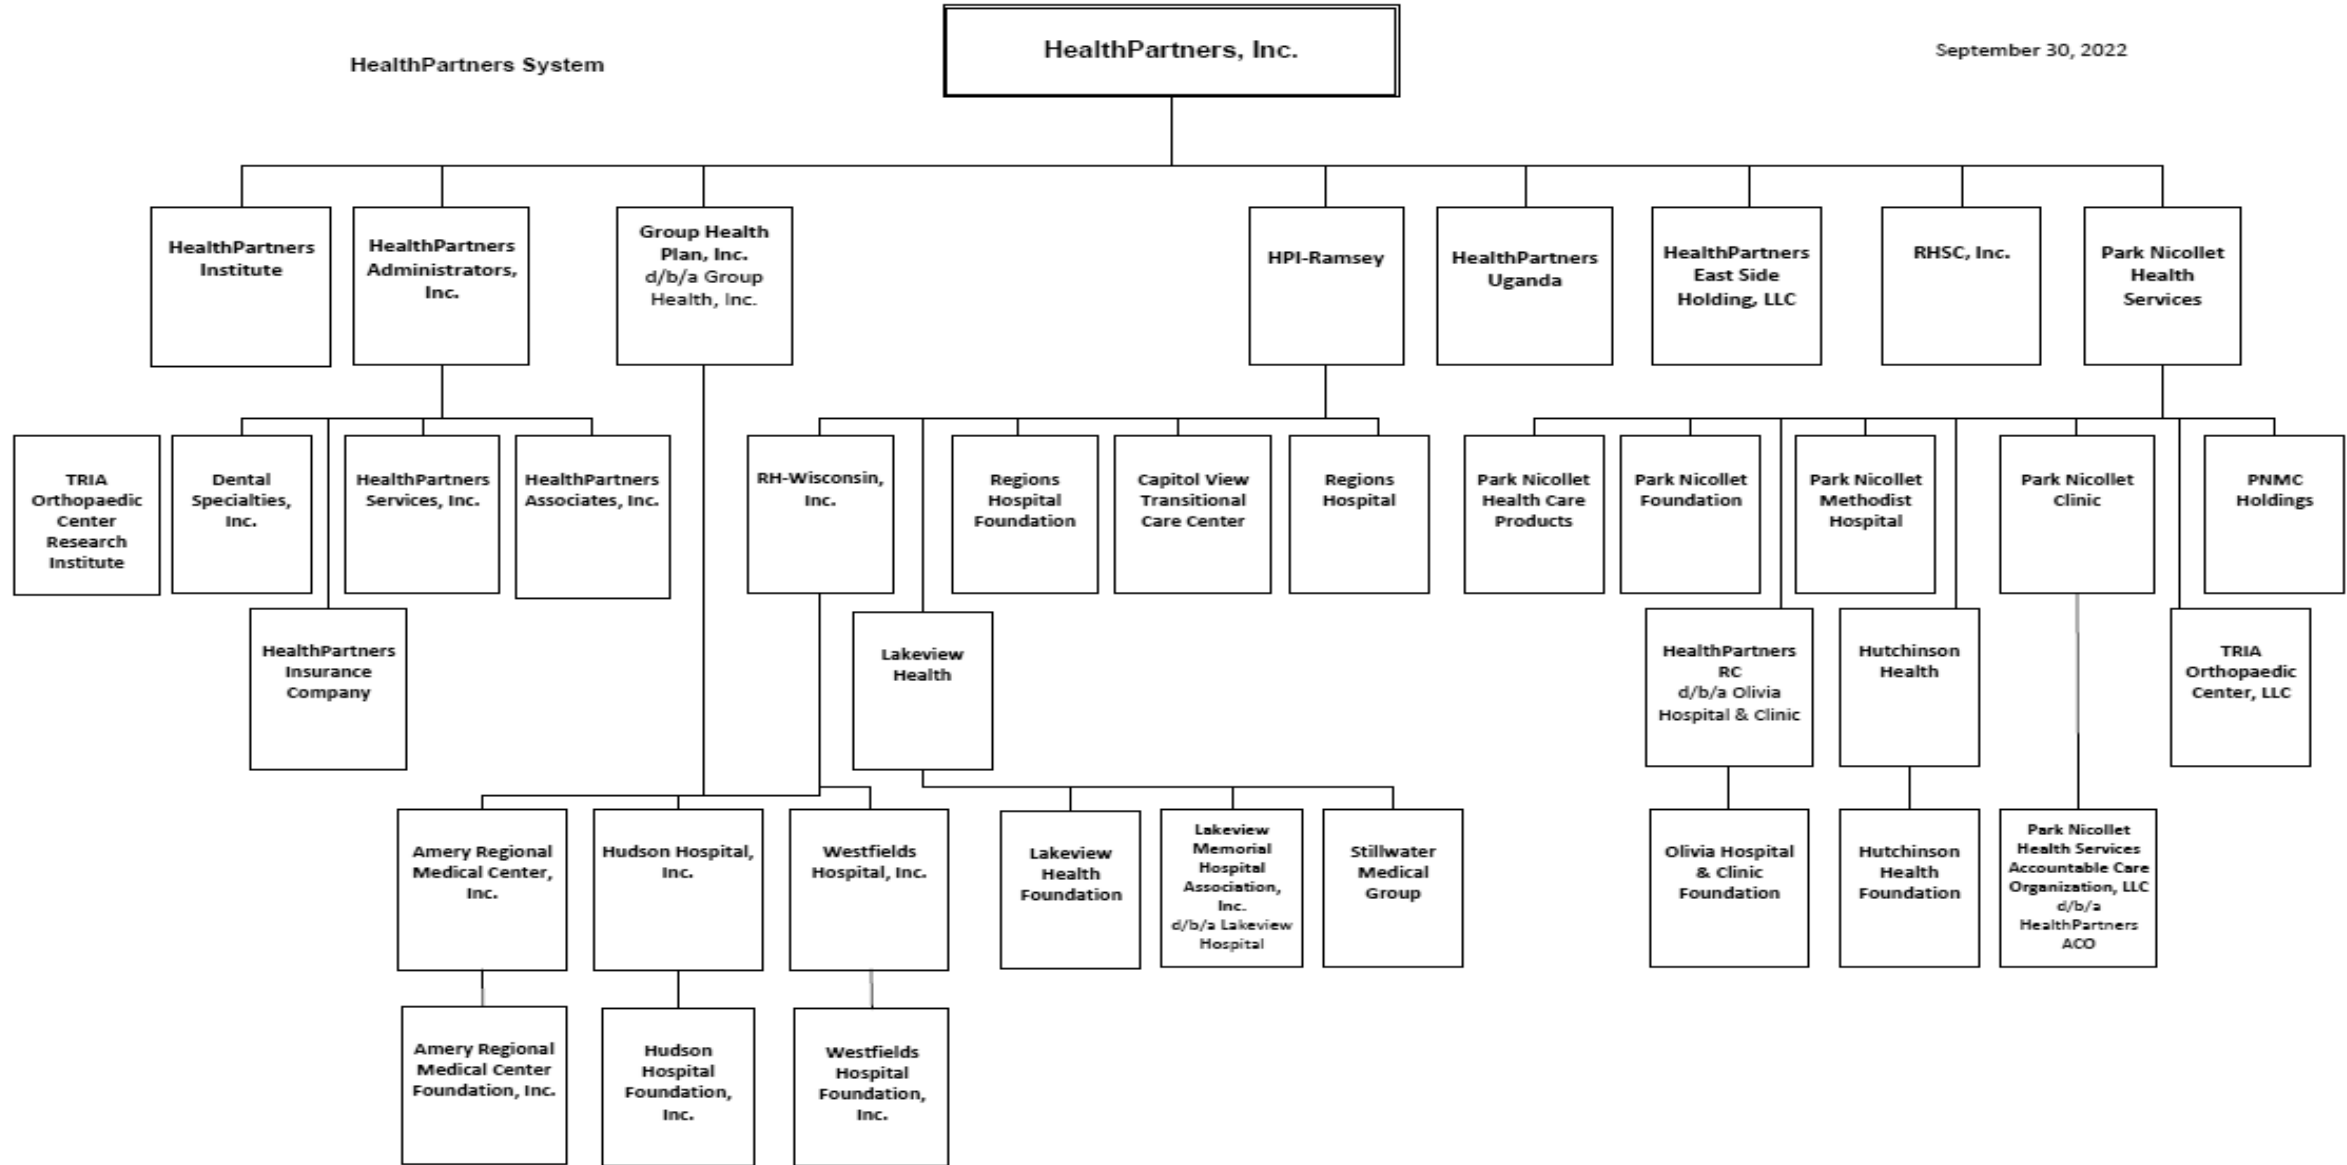 HealthPartners System
HealthPartners, Inc.
September 30, 2022
HealthPartners
Institute
HealthPartners
Administrators,
Inc.
Group Health
Plan, Inc.
d/b/a Group
Health, Inc.
HPI-Ramsey
HealthPartners
Uganda
HealthPartners
East Side
Holding, LLC
RHSC, Inc.
Park Nicollet
Health
Services
TRIA
Orthopaedic
Center
Research
Institute
Dental
Specialties,
Inc.
HealthPartners
Services, Inc.
HealthPartners
Associates, Inc.
RH-Wisconsin,
Inc.
Regions
Hospital
Foundation
Capitol View
Transitional
Care Center
Regions
Hospital
Park Nicollet
Health Care
Products
Park Nicollet
Foundation
Park Nicollet
Methodist
Hospital
Park Nicollet
Clinic
PNMC
Holdings
HealthPartners
Insurance
Company
Lakeview
Health
HealthPartners
RC
d/b/a Olivia
Hospital & Clinic
Hutchinson
Health
TRIA
Orthopaedic
Center, LLC
Amery Regional
Medical Center,
Inc.
Hudson Hospital,
Inc.
Westfields
Hospital, Inc.
Lakeview
Health
Foundation
Lakeview
Memorial
Hospital
Association,
Inc.
d/b/a Lakeview
Hospital
Stillwater
Medical
Group
Olivia Hospital
& Clinic
Foundation
Hutchinson
Health
Foundation
Park Nicollet
Health Services
Accountable Care
Organization, LLC
d/b/a
HealthPartners
ACO
Amery Regional
Medical Center
Foundation, Inc.
Hudson
Hospital
Foundation,
Inc.
Westfields
Hospital
Foundation,
Inc.